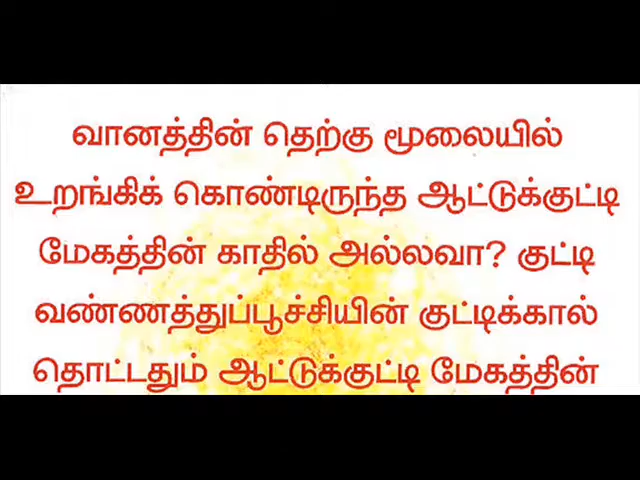 வானத்தின் தெற்கு மூலையில்
உறங்கிக் கொண்டிருந்த ஆட்டுக்குட்டி
மேகத்தின் காதில் அல்லவா? குட்டி
வண்ணத்துப்பூச்சியின் குட்டிக்கால்
தொட்டதும் ஆட்டுக்குட்டி மேகத்தின்